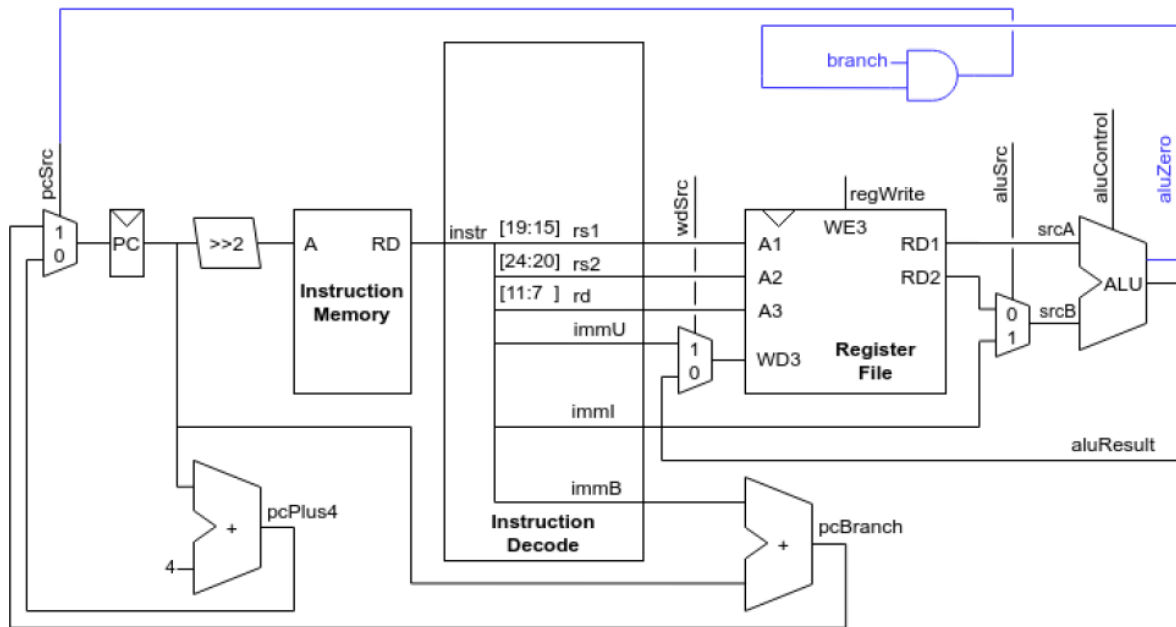 branch
pcSrc
aluControl
aluZero
wdSrc
aluSrc
regWrite
1
0
PC
>>2
A RD
Instruction
Memory
instr
[19:15] rs1
[24:20] rs2
[11:7 ] rd
immU
immI
immB
Instruction
Decode
1
0
A1
A2
A3
WD3
WE3
RD1
RD2
Register
File
0
1
srcA
srcB
ALU
aluResult
pcPlus4
+
4
pcBranch
+